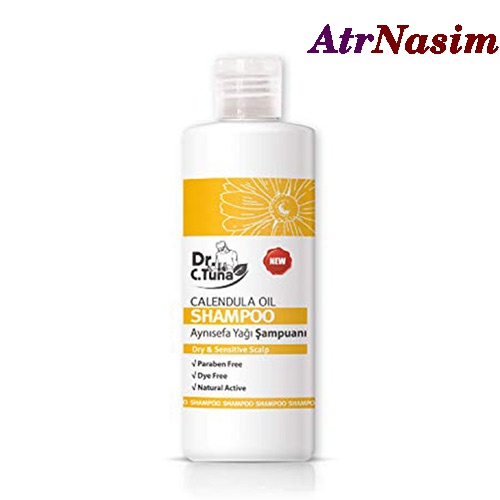 AtrNasim
Dr.
C.Tuna
NEW
CALENDULA OIL
SHAMPOO
Aynısefa Yağı Şampuanı
Dry & Sensitive Scalp
√ Paraben Free
√ Dye Free
√ Natural Active
SHAMPOO SHAMPOO SHAMPOO SHAMPOO